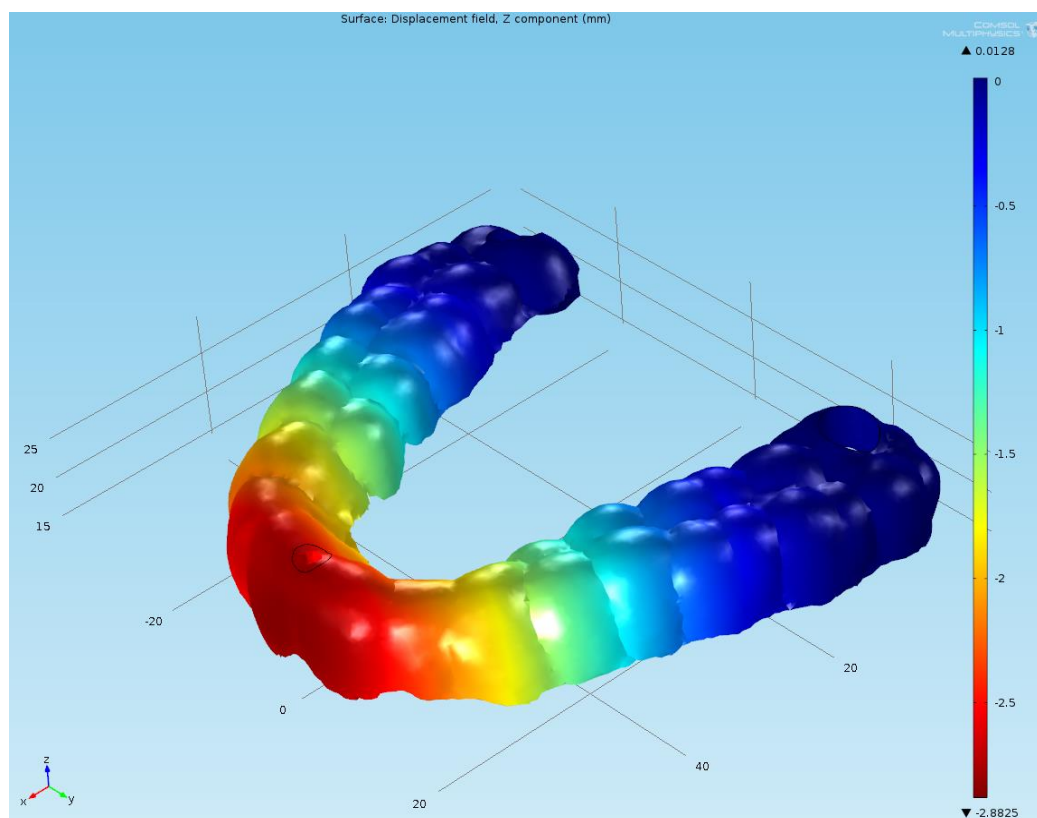 Surface: Displacement field, Z component (mm)
COMSOL
MULTIPHYSICS
▲ 0.0128
0
-0.5
-1
-1.5
-2
-2.5
▼ -2.8825
25
20
15
-20
0
20
40
20
z
x
y